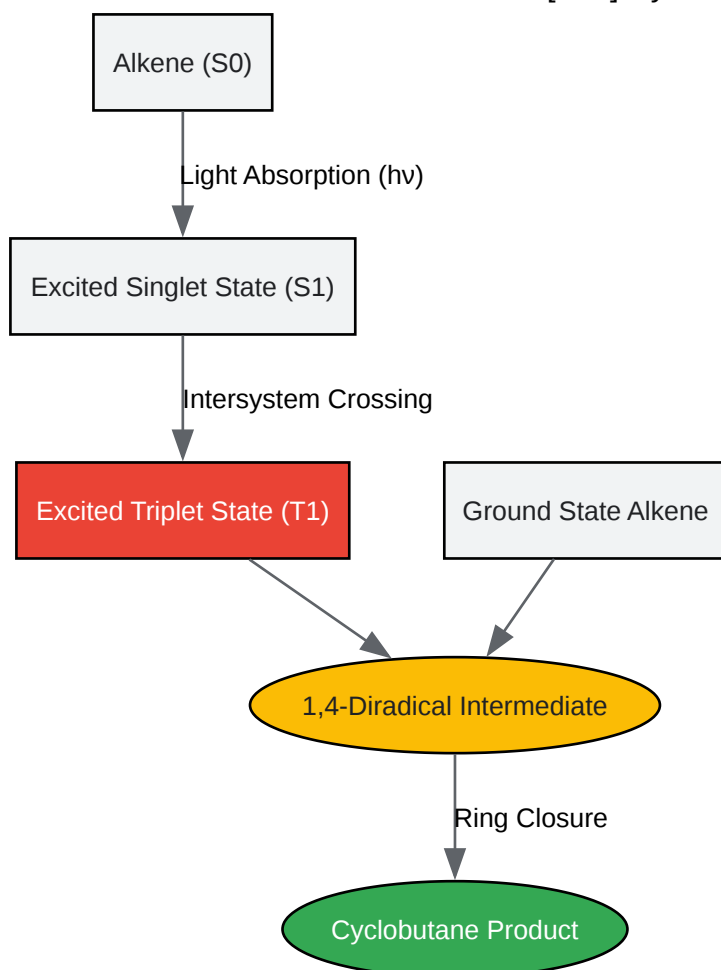 Alkene (S0)
Light Absorption (hν)
Excited Singlet State (S1)
Intersystem Crossing
Excited Triplet State (T1)
Ground State Alkene
1,4-Diradical Intermediate
Ring Closure
Cyclobutane Product